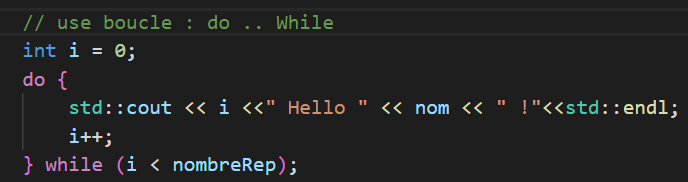 // use boucle : do .. While
int i = 0;
do {
    std::cout << i <<" Hello " << nom << " !"<<std::endl;
    i++;
} while (i < nombreRep);